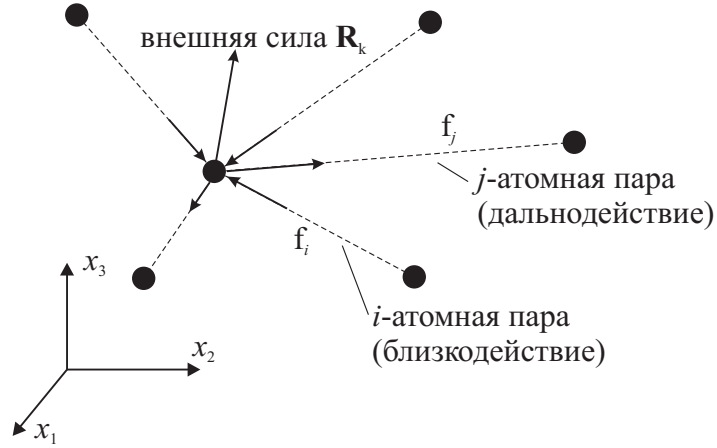 внешняя сила R_k
f_j
j-атомная пара
(дальнодействие)
f_i
i-атомная пара
(близкодействие)
x_3
x_2
x_1